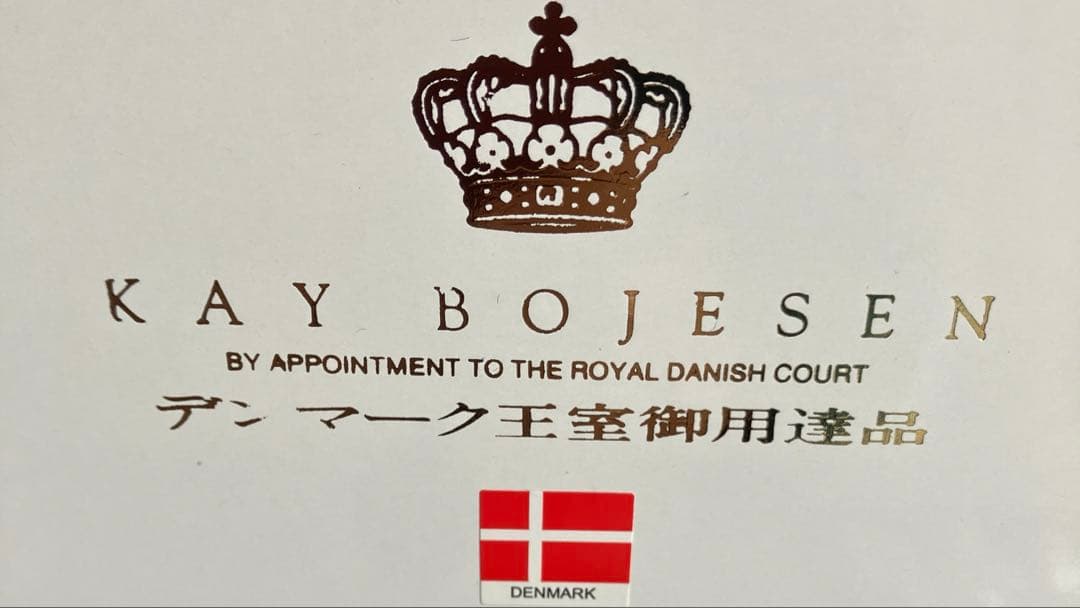 KAY BOJESEN
BY APPOINTMENT TO THE ROYAL DANISH COURT
デンマーク王室御用達品
DENMARK